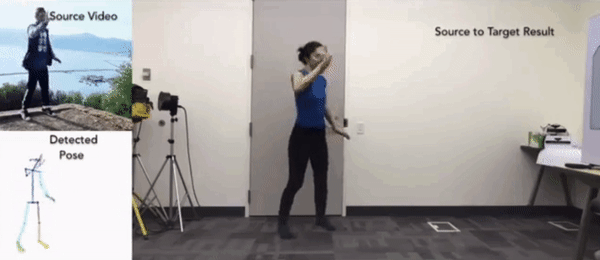 Source Video
Source to Target Result
Detected
Pose